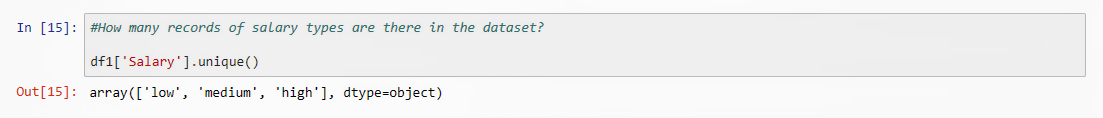 In [15]: #How many records of salary types are there in the dataset?
df1['Salary'].unique()
Out[15]: array(['low', 'medium', 'high'], dtype=object)